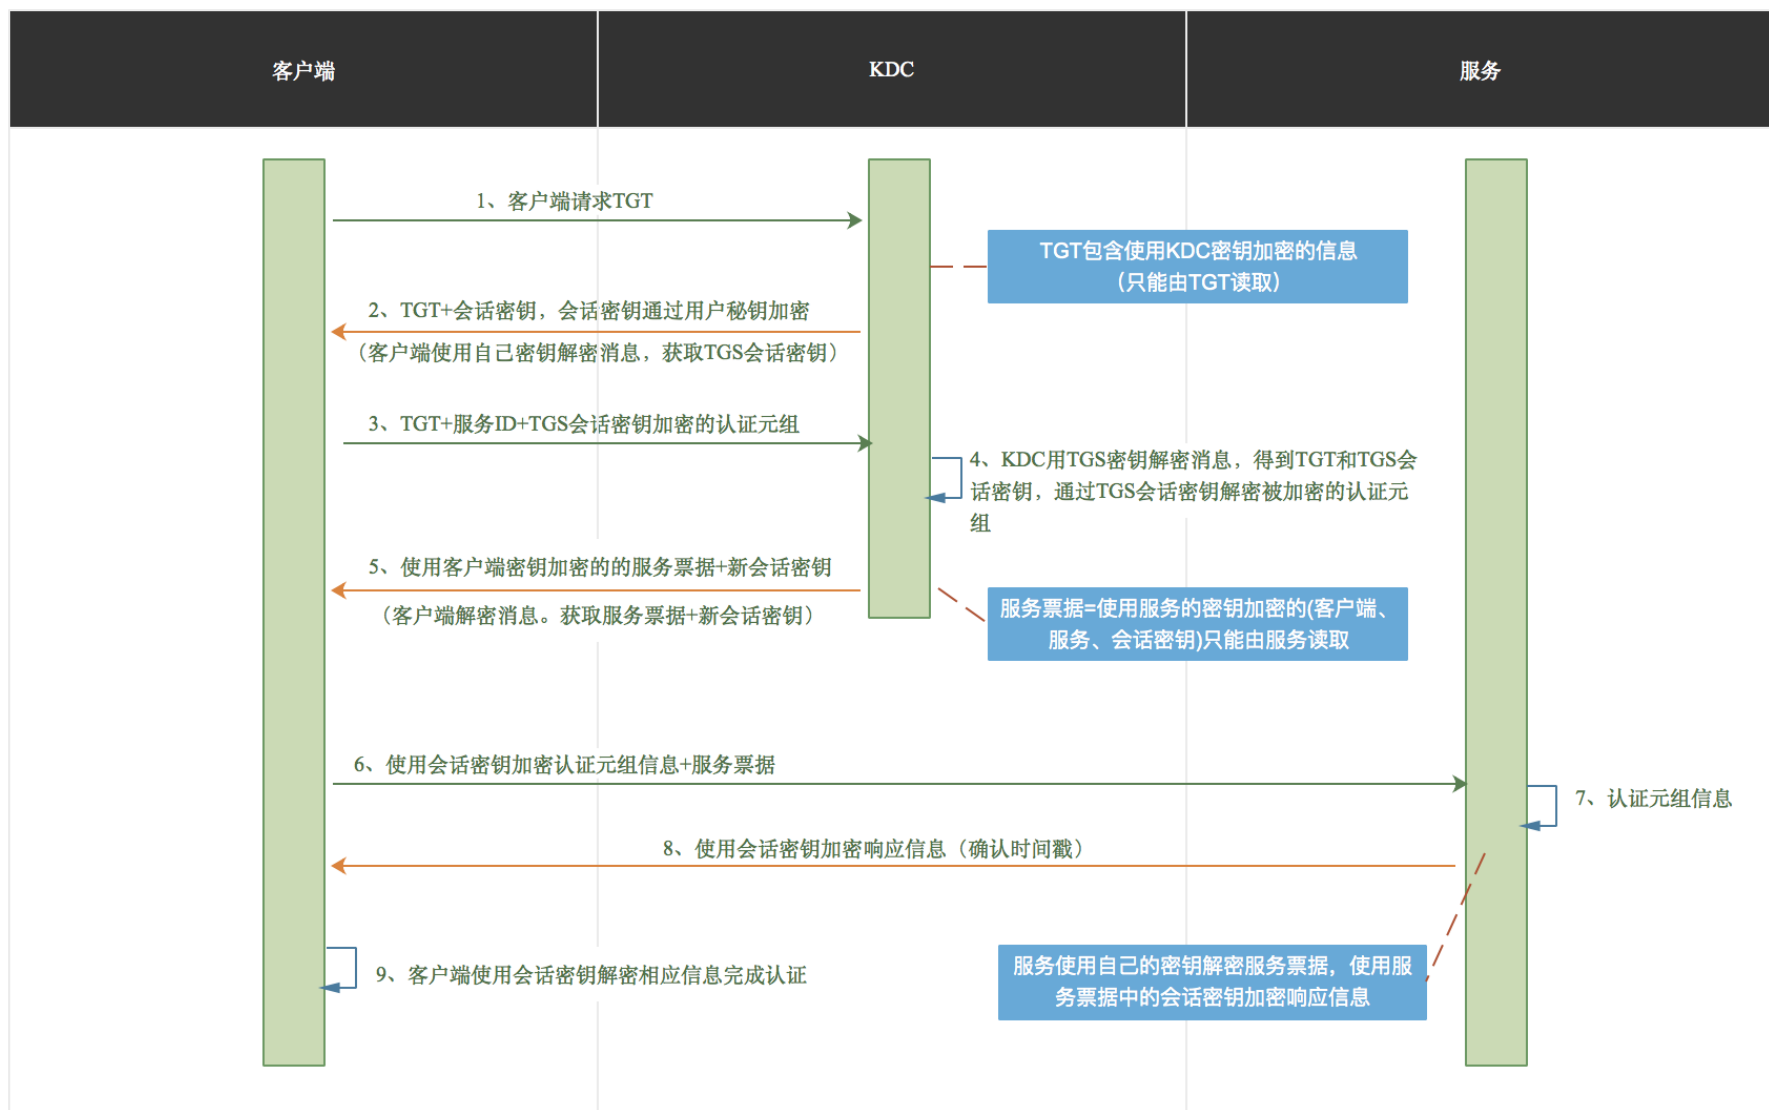 客户端
KDC
服务
1、客户端请求TGT
TGT包含使用KDC密钥加密的信息
（只能由TGT读取）
2、TGT+会话密钥，会话密钥通过用户秘钥加密
（客户端使用自己密钥解密消息，获取TGS会话密钥）
3、TGT+服务ID+TGS会话密钥加密的认证元组
4、KDC用TGS密钥解密消息，得到TGT和TGS会
话密钥，通过TGS会话密钥解密被加密的认证元
组
5、使用客户端密钥加密的的服务票据+新会话密钥
（客户端解密消息。获取服务票据+新会话密钥）
服务票据=使用服务的密钥加密的(客户端、
服务、会话密钥)只能由服务读取
6、使用会话密钥加密认证元组信息+服务票据
7、认证元组信息
8、使用会话密钥加密响应信息（确认时间戳）
服务使用自己的密钥解密服务票据，使用服
务票据中的会话密钥加密响应信息
9、客户端使用会话密钥解密相应信息完成认证